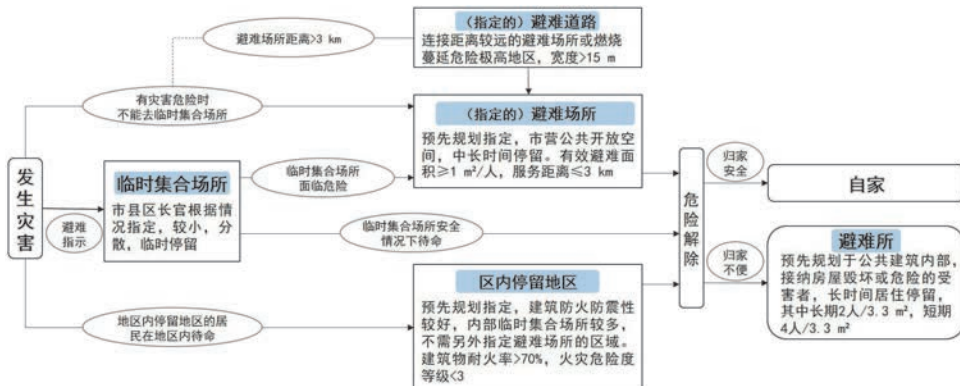 （指定的）避难道路
连接距离较远的避难场所或燃烧
蔓延危险极高地区，宽度>15 m
避难场所距离>3 km
有灾害危险时
不能去临时集合场所
（指定的）避难场所
预先规划指定，市营公共开放空
间，中长时间停留。有效避难面
积≥1 m²/人，服务距离≤3 km
发生灾害
避难
指示
临时集合场所
市县区长官根据情
况指定，较小，分
散，临时停留
临时集合场所
面临危险
临时集合场所安全
情况下待命
地区内停留地区的居
民在地区内待命
区内停留地区
预先规划指定，建筑防火防震性
较好，内部临时集合场所较多，
不需另外指定避难场所的区域。
建筑物耐火率>70%，火灾危险度
等级<3
危险解除
归家
安全
自家
归家
不便
避难所
预先规划于公共建筑内部，
接纳房屋毁坏或危险的受
害者，长时间居住停留，
其中长期2人/3.3 m²，短期
4人/3.3 m²